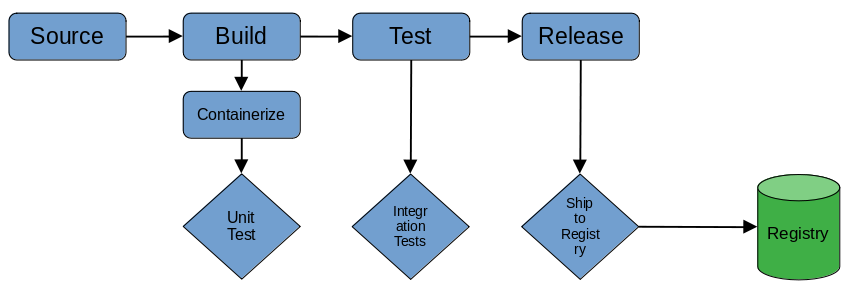 Source
Build
Test
Release
Containerize
Unit
Test
Integr
ation
Tests
Ship
to
Regist
ry
Registry